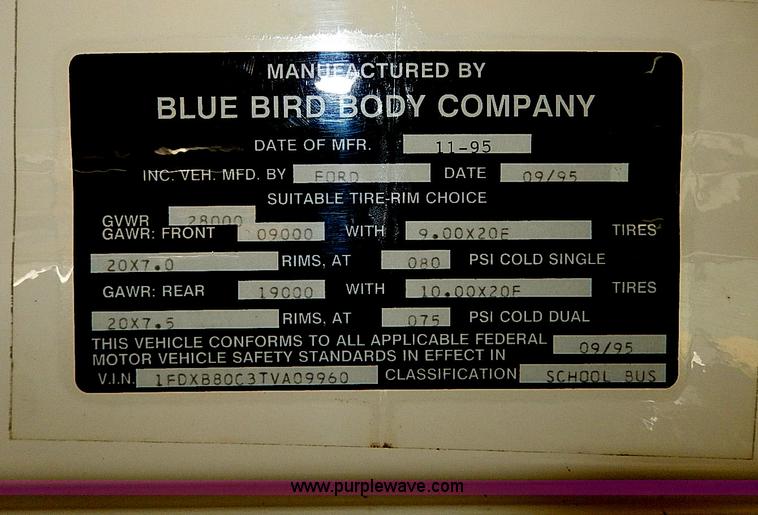 MANUFACTURED BY
BLUE BIRD BODY COMPANY
DATE OF MFR. 11-95
INC. VEH. MFD. BY FORD DATE 09/95
SUITABLE TIRE-RIM CHOICE
GVWR 28000
GAWR: FRONT 09000 WITH 9.00X20E TIRES
20X7.0 RIMS, AT 080 PSI COLD SINGLE
GAWR: REAR 19000 WITH 10.00X20F TIRES
20X7.5 RIMS, AT 075 PSI COLD DUAL
THIS VEHICLE CONFORMS TO ALL APPLICABLE FEDERAL
MOTOR VEHICLE SAFETY STANDARDS IN EFFECT IN 09/95
V.I.N. 1FDXB80C3TVA09960 CLASSIFICATION SCHOOL BUS
www.purplewave.com